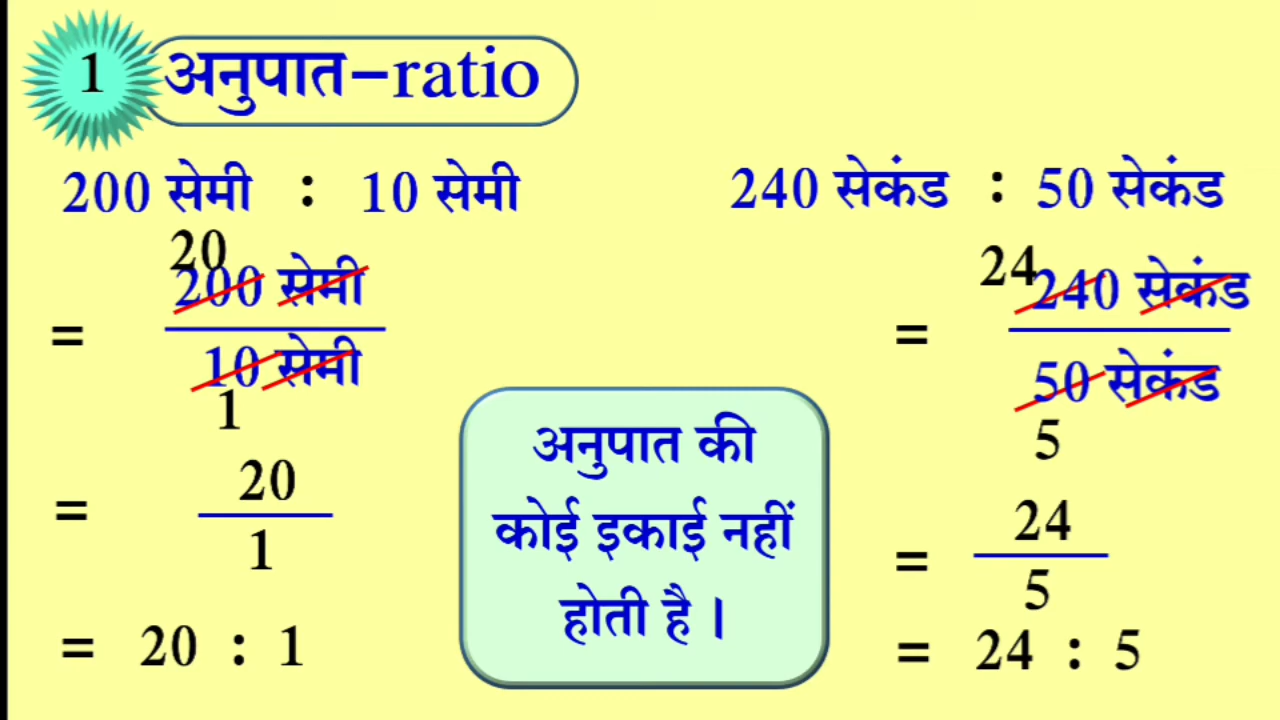 1 अनुपात–ratio
200 सेमी : 10 सेमी
20
200 सेमी
=
10 सेमी
1
20
=
1
= 20 : 1
अनुपात की
कोई इकाई नहीं
होती है ।
240 सेकंड : 50 सेकंड
24
240 सेकंड
=
50 सेकंड
5
24
=
5
= 24 : 5